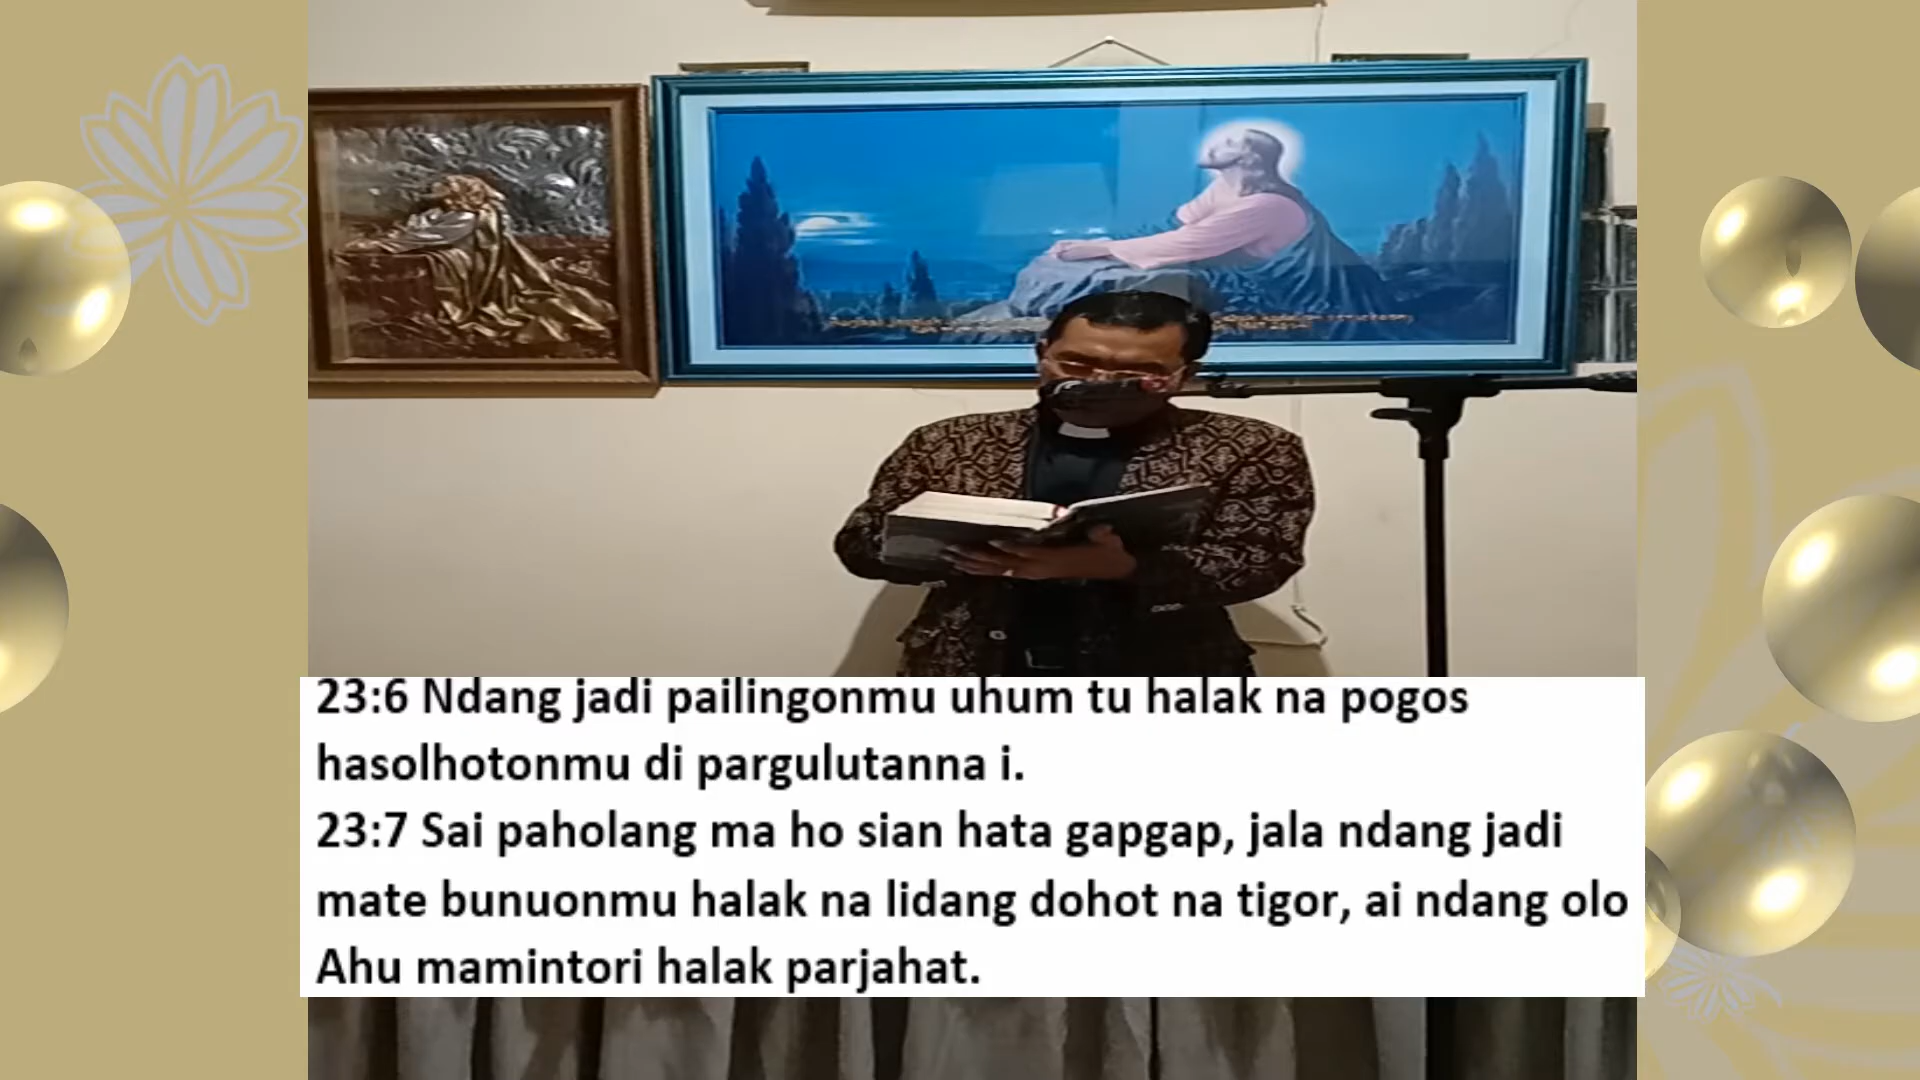 23:6 Ndang jadi pailingonmu uhum tu halak na pogos
hasolhotonmu di pargulutanna i.
23:7 Sai paholang ma ho sian hata gapgap, jala ndang jadi
mate bunuonmu halak na lidang dohot na tigor, ai ndang olo
Ahu mamintori halak parjahat.